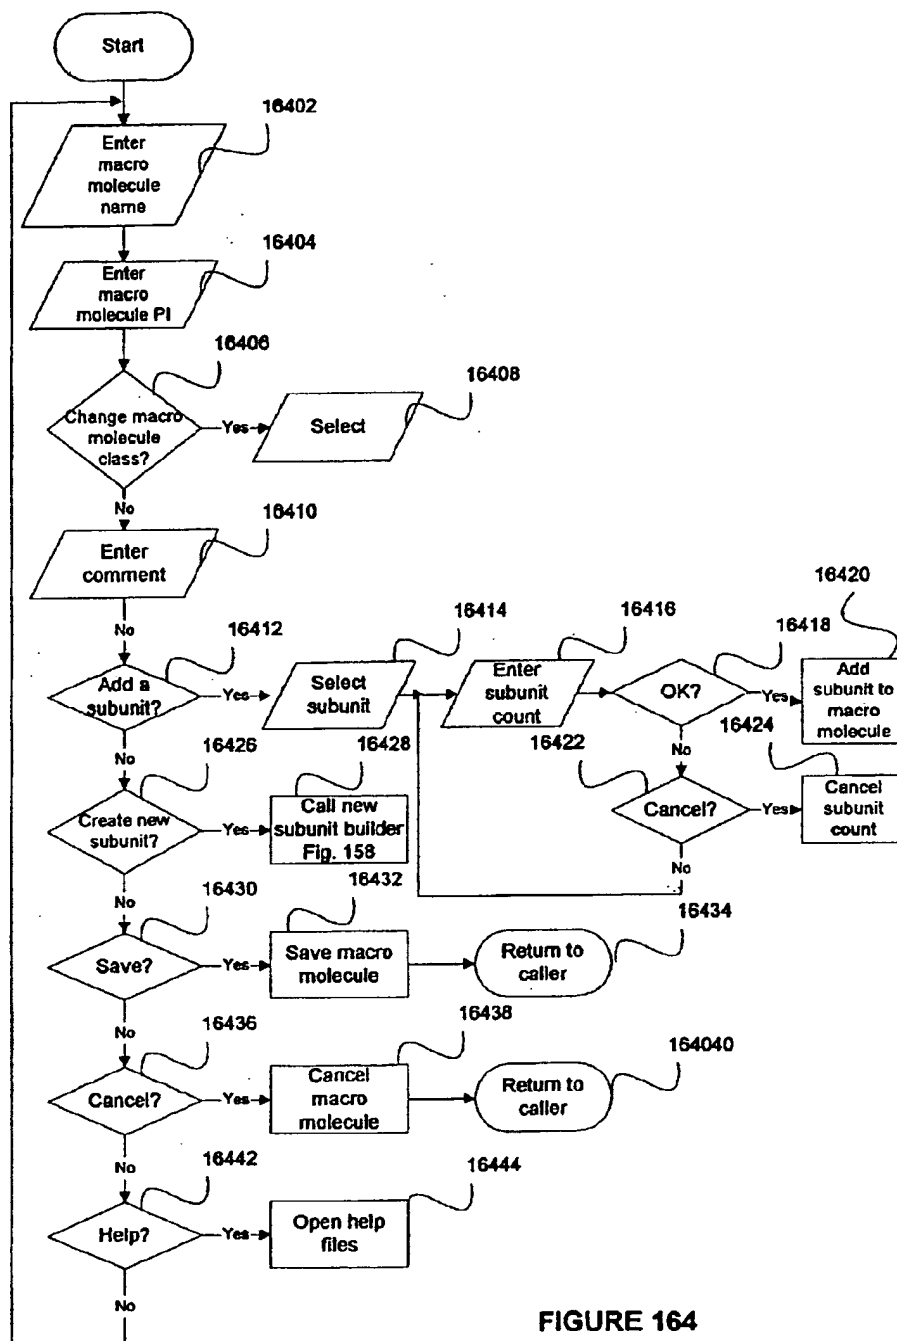 Start
16402
Enter
macro
molecule
name
16404
Enter
macro
molecule PI
16406
Change macro
molecule
class?
Yes
16408
Select
No
16410
Enter
comment
No
16412
Add a
subunit?
Yes
16414
Select
subunit
16416
Enter
subunit
count
16418
OK?
Yes
16420
Add
subunit to
macro
molecule
No
16422
Cancel?
Yes
16424
Cancel
subunit
count
No
No
16426
Create new
subunit?
Yes
16428
Call new
subunit builder
Fig. 158
No
16430
Save?
Yes
16432
Save macro
molecule
16434
Return to
caller
No
16436
Cancel?
Yes
16438
Cancel
macro
molecule
164040
Return to
caller
No
16442
Help?
Yes
16444
Open help
files
No
FIGURE 164